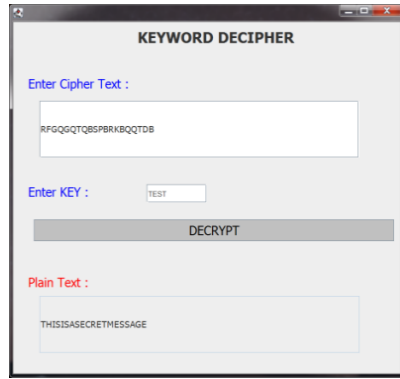 KEYWORD DECIPHER
Enter Cipher Text :
RFGQGQTQBSPBRKBQQTDB
Enter KEY : TEST
DECRYPT
Plain Text :
THISISASECRETMESSAGE